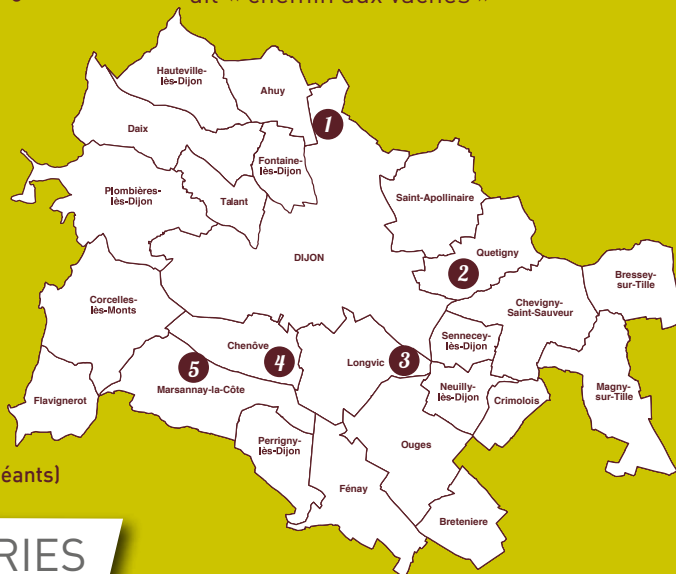 dit « chemin aux vaches »
Hauteville-
lès-Dijon
Ahuy
1
Daix
Fontaine-
lès-Dijon
Plombières-
lès-Dijon
Talant
Saint-Apollinaire
DIJON
Quetigny
2
Bressey-
sur-Tille
Corcelles-
lès-Monts
Chevigny-
Saint-Sauveur
Sennecey-
lès-Dijon
Chenôve
4
Longvic
3
5
Marsannay-la-Côte
Flavignerot
Neuilly-
lès-Dijon
Crimolois
Magny-
sur-Tille
Perrigny-
lès-Dijon
Ouges
Fénay
Breteniere
éants)
RIES